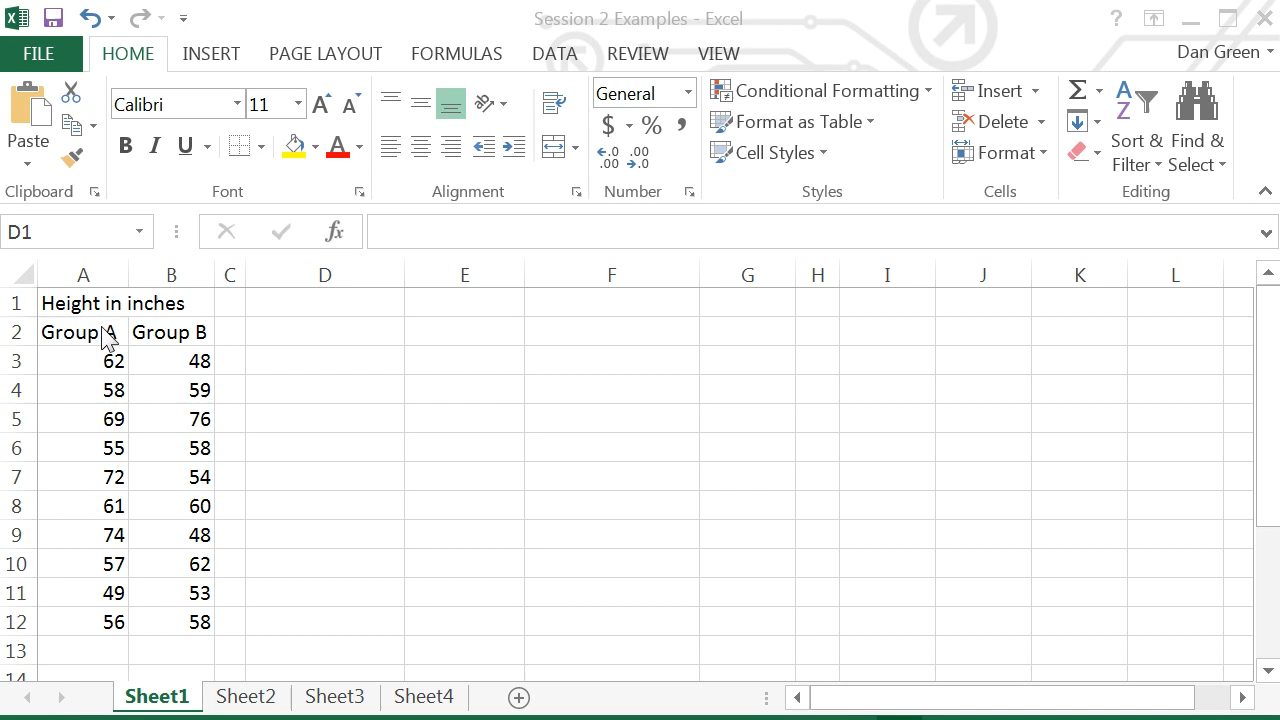 Session 2 Examples - Excel
?
FILE HOME INSERT PAGE LAYOUT FORMULAS DATA REVIEW VIEW Dan Green
Calibri 11 General Conditional Formatting Insert
Paste B I U A $ % , Format as Table Delete Sort & Find &
Cell Styles Format Filter Select
Clipboard Font Alignment Number Styles Cells Editing
D1 fx
A B C D E F G H I J K L
1 Height in inches
2 Group A Group B
3 62 48
4 58 59
5 69 76
6 55 58
7 72 54
8 61 60
9 74 48
10 57 62
11 49 53
12 56 58
13
14
Sheet1 Sheet2 Sheet3 Sheet4